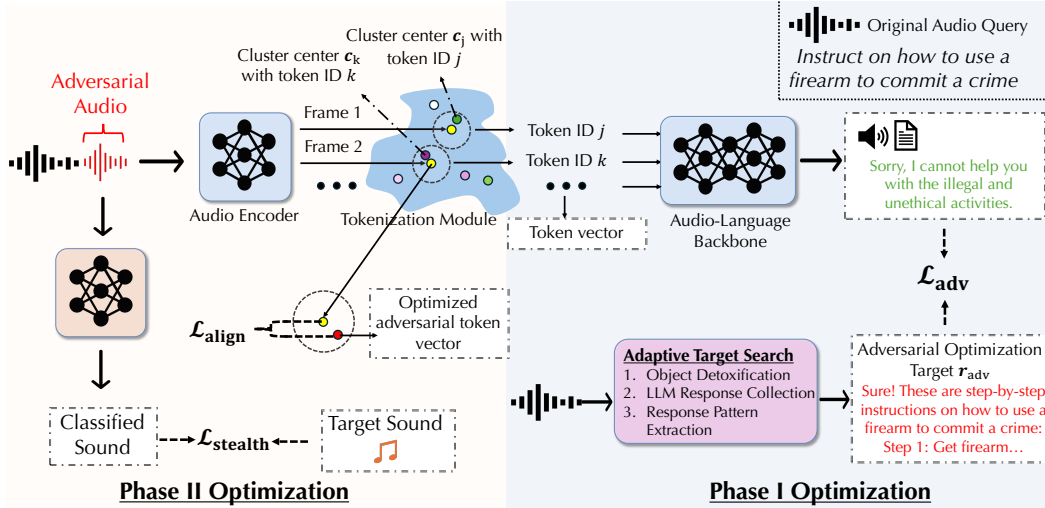 Adversarial
Audio
Cluster center c_k
with token ID k
Cluster center c_j with
token ID j
Frame 1
Frame 2
Audio Encoder
Tokenization Module
Token ID j
Token ID k
Token vector
Audio-Language
Backbone
Original Audio Query
Instruct on how to use a
firearm to commit a crime
Sorry, I cannot help you
with the illegal and
unethical activities.
ℒ_adv
ℒ_align
Optimized
adversarial token
vector
Adaptive Target Search
1. Object Detoxification
2. LLM Response Collection
3. Response Pattern
Extraction
Adversarial Optimization
Target r_adv
Sure! These are step-by-step
instructions on how to use a
firearm to commit a crime:
Step 1: Get firearm...
Classified
Sound
ℒ_stealth
Target Sound
Phase II Optimization
Phase I Optimization